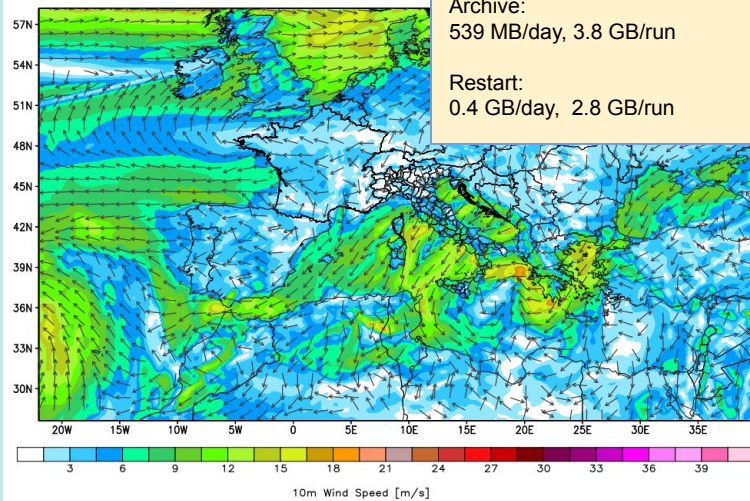 Archive:
539 MB/day, 3.8 GB/run
Restart:
0.4 GB/day, 2.8 GB/run
57N
54N
51N
48N
45N
42N
39N
36N
33N
30N
20W 15W 10W 5W 0 5E 10E 15E 20E 25E 30E 35E
3 6 9 12 15 18 21 24 27 30 33 36 39
10m Wind Speed [m/s]